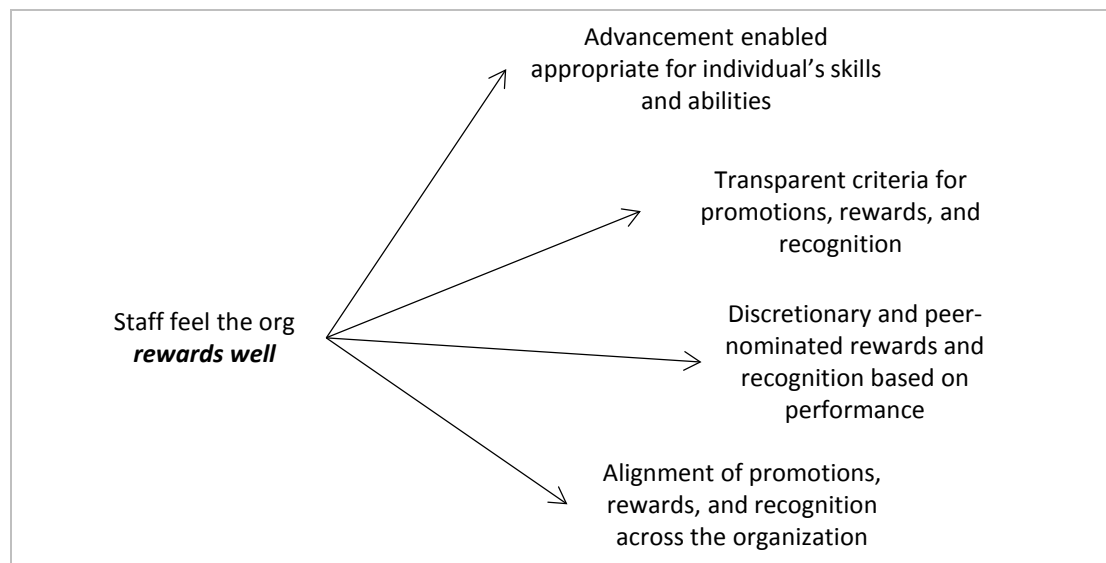 Advancement enabled
appropriate for individual’s skills
and abilities
Transparent criteria for
promotions, rewards, and
recognition
Staff feel the org
rewards well
Discretionary and peer-
nominated rewards and
recognition based on
performance
Alignment of promotions,
rewards, and recognition
across the organization